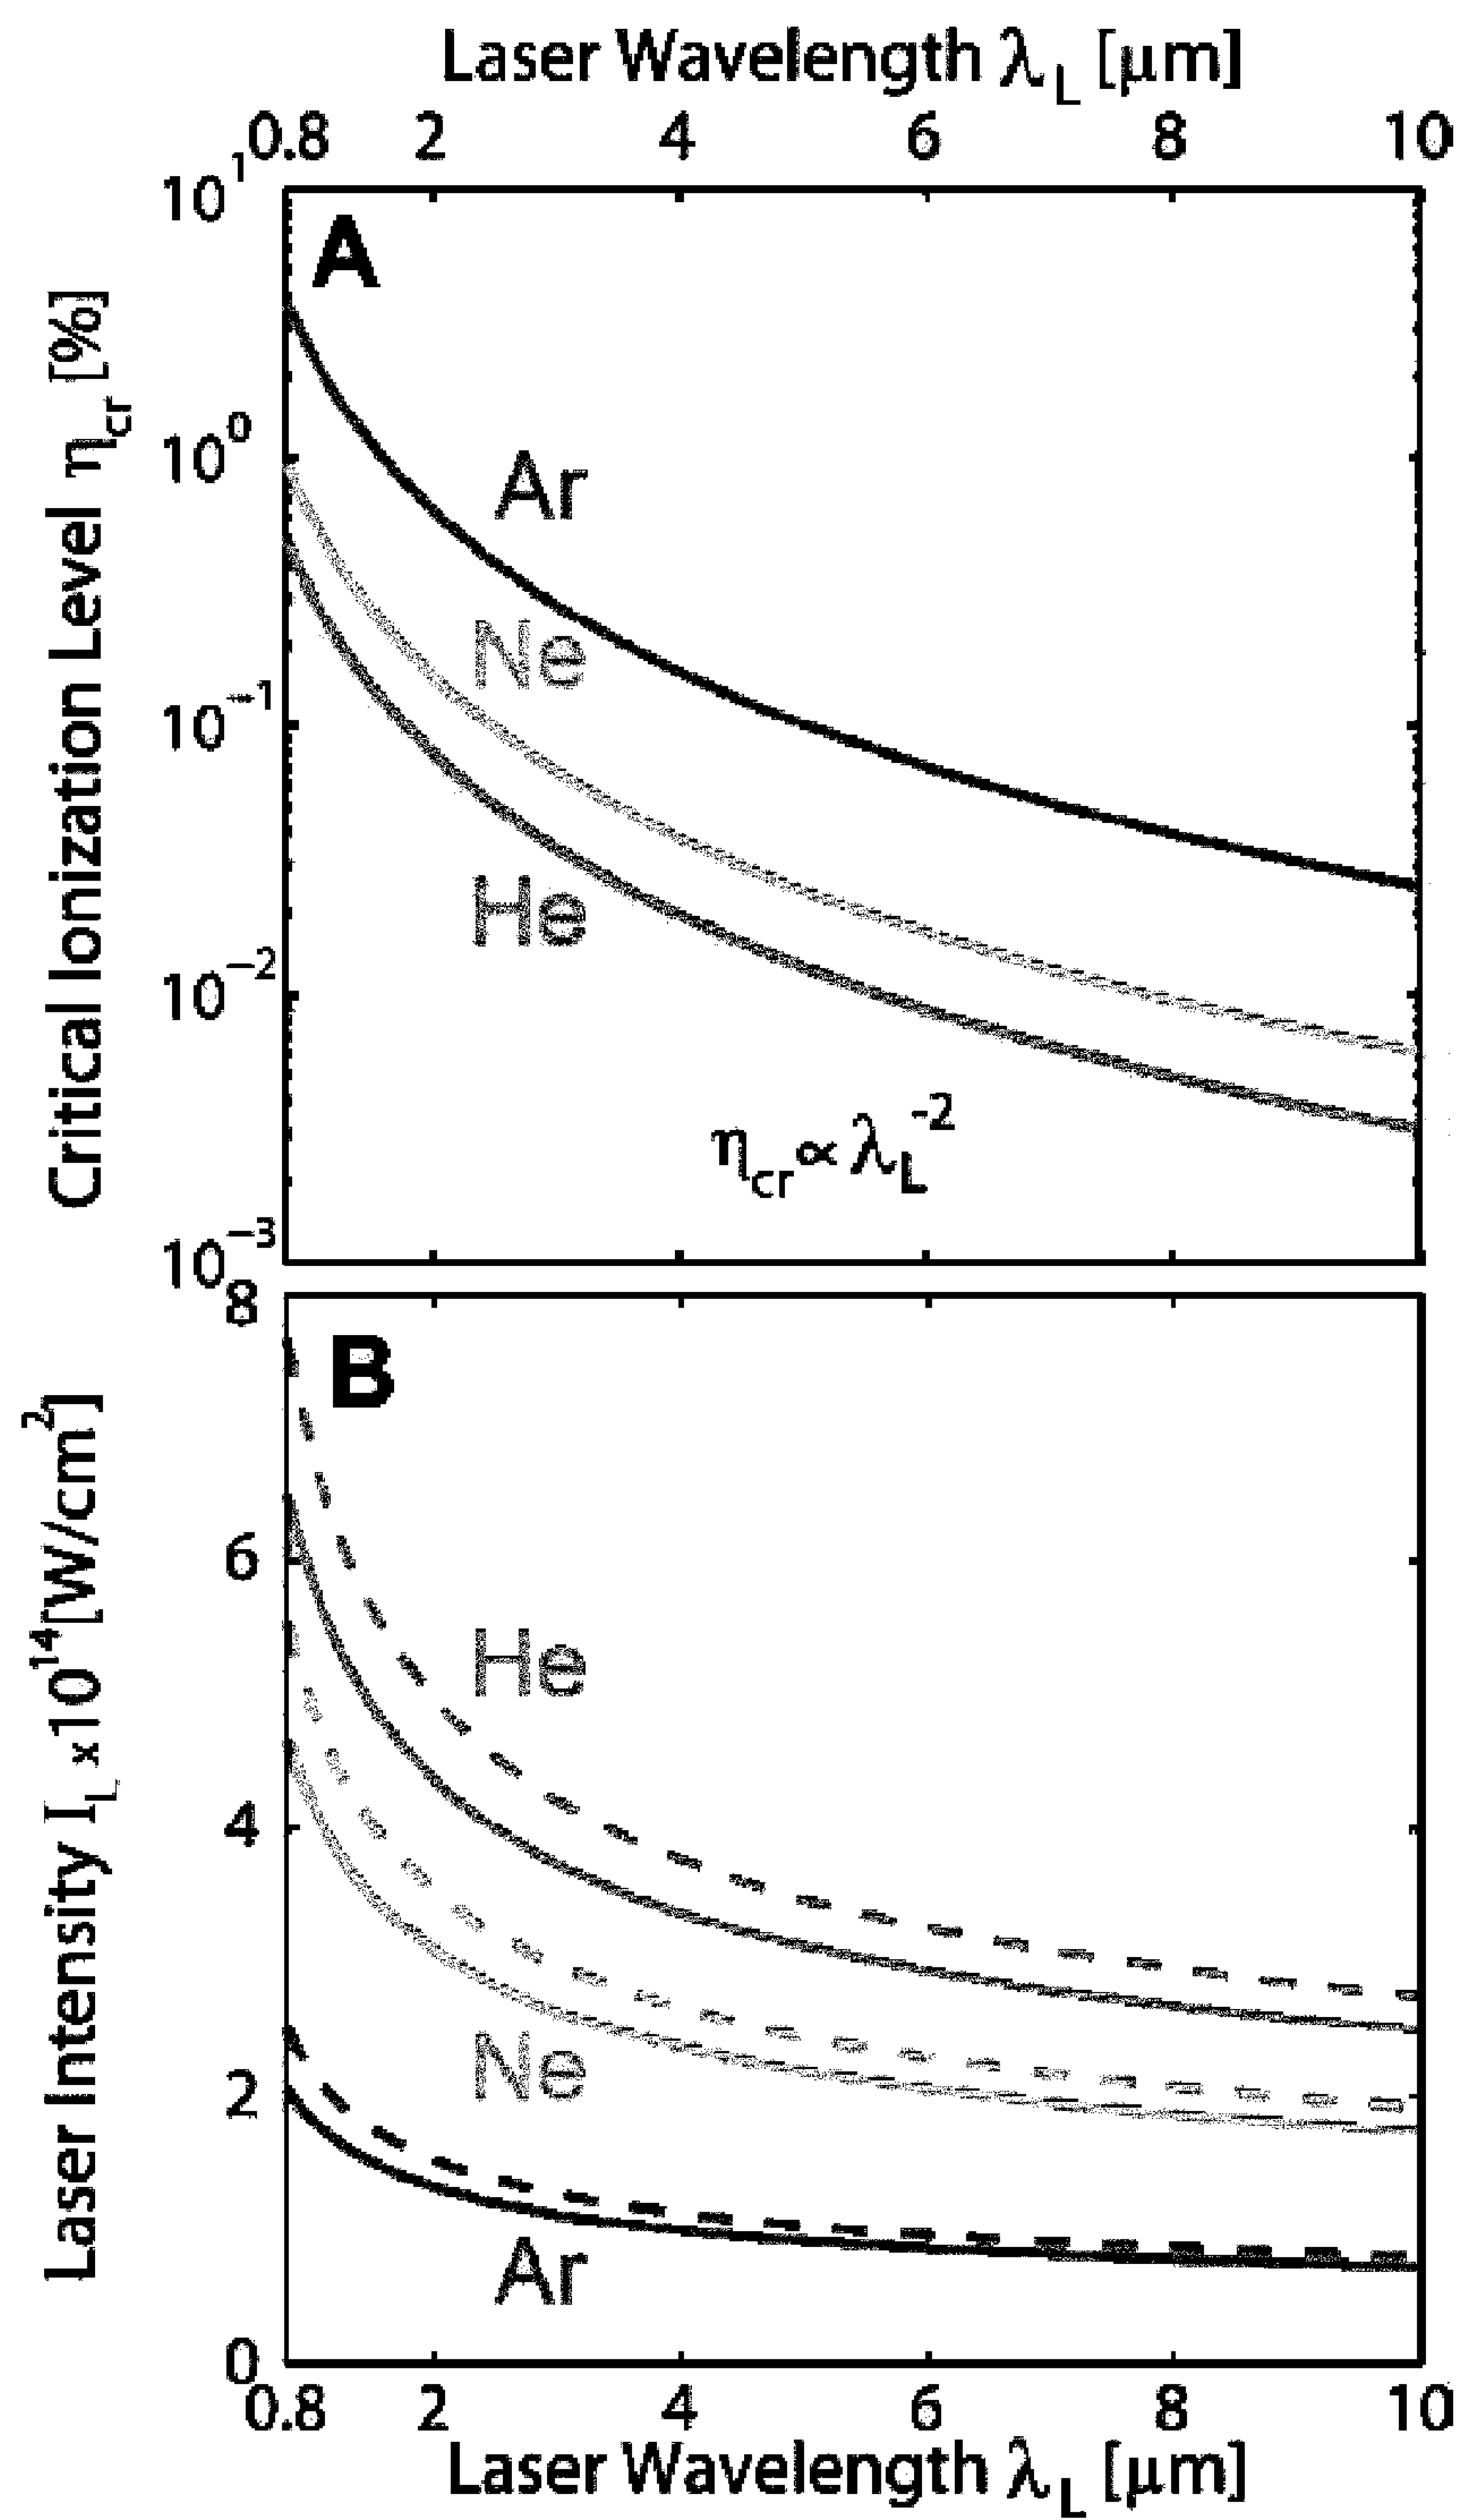 Laser Wavelength λL [μm]
0.8 2 4 6 8 10
10^1
A
Critical Ionization Level ηcr [%]
10^0
Ar
Ne
10^-1
He
10^-2
ηcr∝λL^-2
10^-3
8
B
Laser Intensity IL x10^14 [W/cm^2]
6
He
4
Ne
2
Ar
0
0.8 2 4 6 8 10
Laser Wavelength λL [μm]